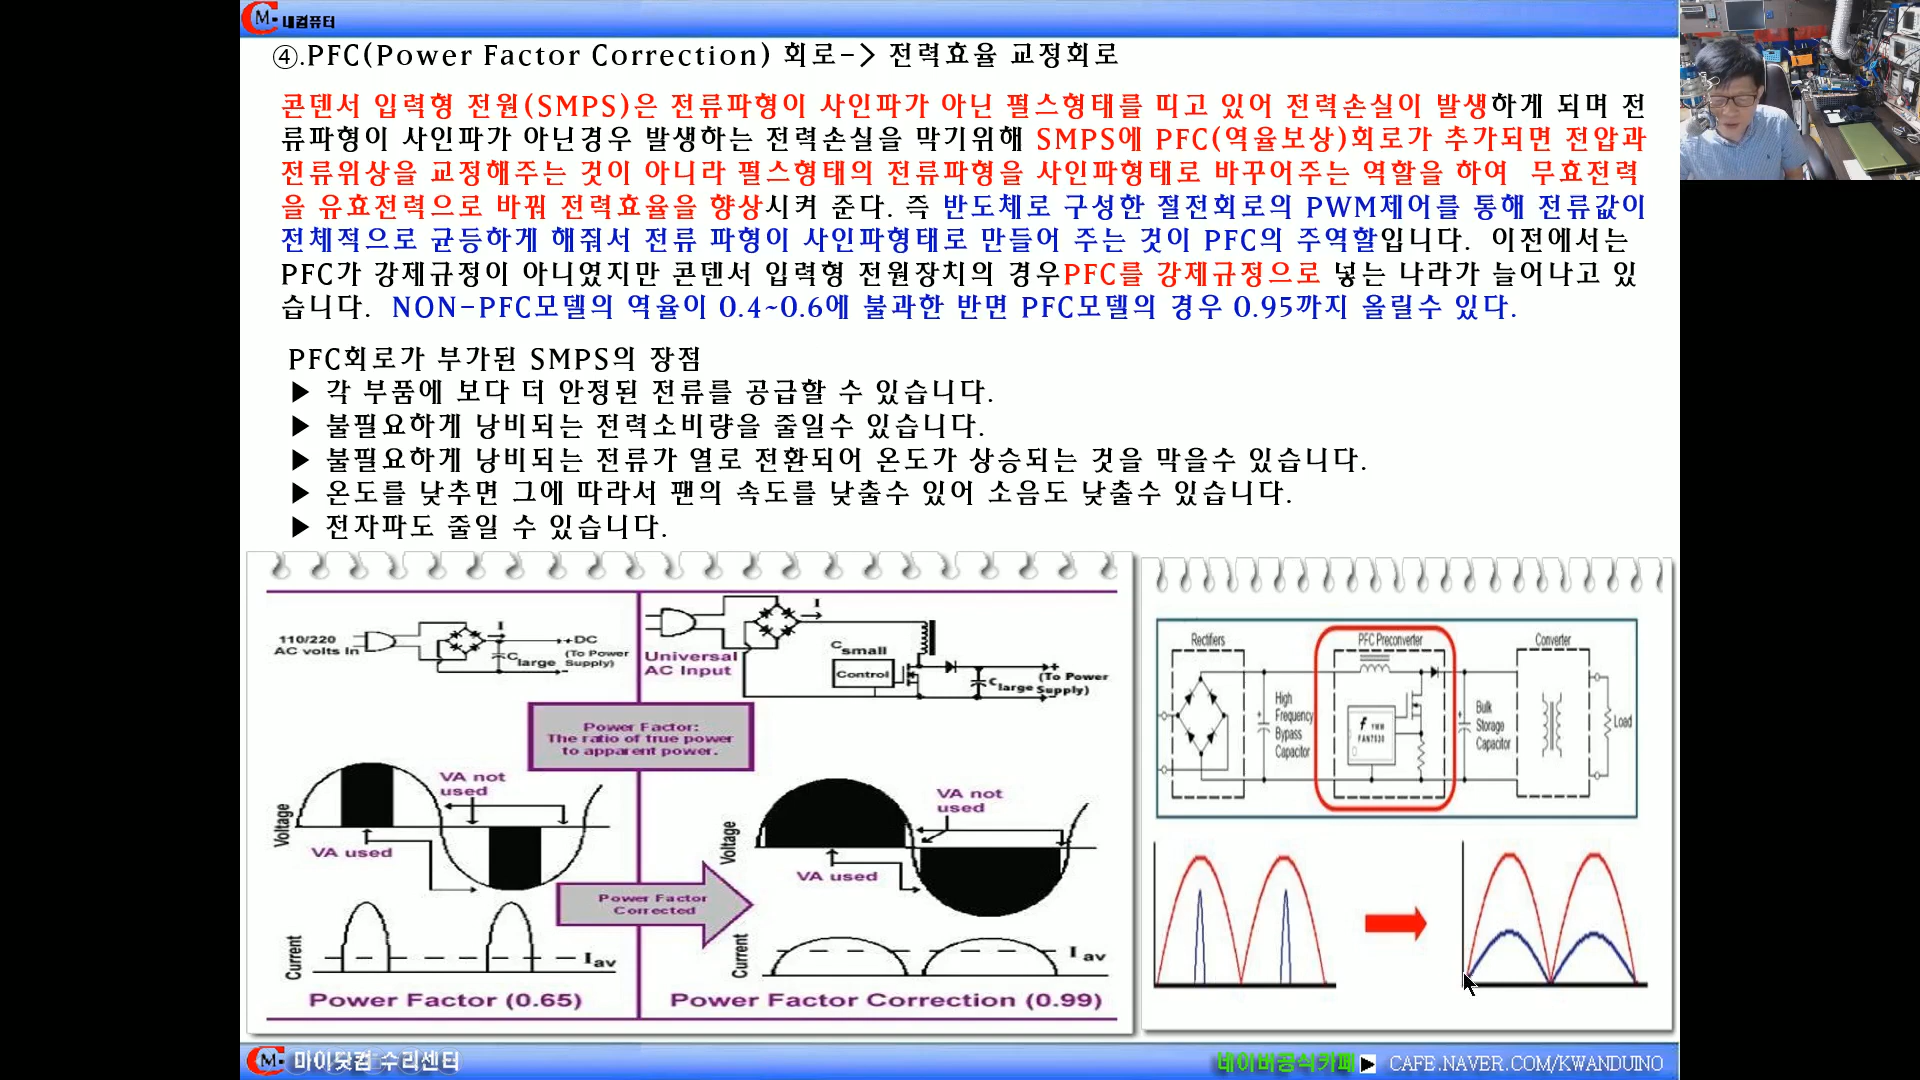 CM. 내컴퓨터
④.PFC(Power Factor Correction) 회로-> 전력효율 교정회로
콘덴서 입력형 전원(SMPS)은 전류파형이 사인파가 아닌 펄스형태를 띠고 있어 전력손실이 발생하게 되며 전
류파형이 사인파가 아닌경우 발생하는 전력손실을 막기위해 SMPS에 PFC(역율보상)회로가 추가되면 전압과
전류위상을 교정해주는 것이 아니라 펄스형태의 전류파형을 사인파형태로 바꾸어주는 역할을 하여 무효전력
을 유효전력으로 바꿔 전력효율을 향상시켜 준다. 즉 반도체로 구성한 절전회로의 PWM제어를 통해 전류값이
전체적으로 균등하게 해줘서 전류 파형이 사인파형태로 만들어 주는 것이 PFC의 주역할입니다. 이전에서는
PFC가 강제규정이 아니였지만 콘덴서 입력형 전원장치의 경우PFC를 강제규정으로 넣는 나라가 늘어나고 있
습니다. NON-PFC모델의 역율이 0.4~0.6에 불과한 반면 PFC모델의 경우 0.95까지 올릴수 있다.
PFC회로가 부가된 SMPS의 장점
▶ 각 부품에 보다 더 안정된 전류를 공급할 수 있습니다.
▶ 불필요하게 낭비되는 전력소비량을 줄일수 있습니다.
▶ 불필요하게 낭비되는 전류가 열로 전환되어 온도가 상승되는 것을 막을수 있습니다.
▶ 온도를 낮추면 그에 따라서 팬의 속도를 낮출수 있어 소음도 낮출수 있습니다.
▶ 전자파도 줄일 수 있습니다.
110/220
AC volts In
I
+DC
(To Power
Supply)
-
C large
Universal
AC Input
I
C small
Control
+
(To Power
Supply)
-
C large
Power Factor:
The ratio of true power
to apparent power.
Voltage
VA not
used
VA used
Current
I av
Power Factor (0.65)
Power Factor
Corrected
Voltage
VA not
used
VA used
Current
I av
Power Factor Correction (0.99)
Rectifiers
PFC Preconverter
Converter
High
Frequency
Bypass
Capacitor
FAN7530
Bulk
Storage
Capacitor
Load
CM. 마이닷컴 수리센터
네이버공식카페 ▶ CAFE.NAVER.COM/KWANDUINO